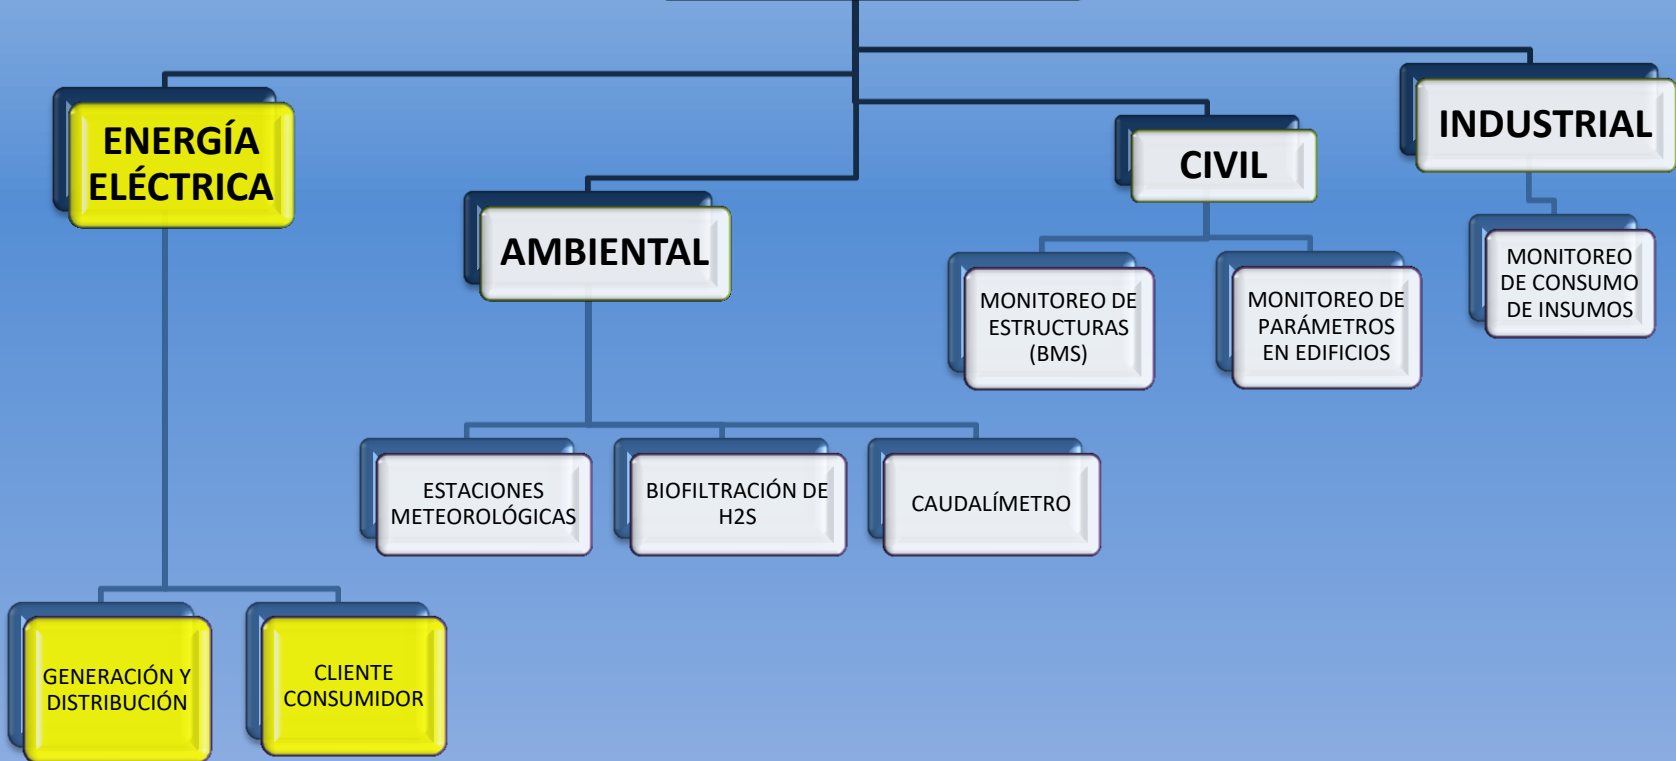 ENERGÍA
ELÉCTRICA
GENERACIÓN Y
DISTRIBUCIÓN
CLIENTE
CONSUMIDOR
AMBIENTAL
ESTACIONES
METEOROLÓGICAS
BIOFILTRACIÓN DE
H2S
CAUDALÍMETRO
CIVIL
MONITOREO DE
ESTRUCTURAS
(BMS)
MONITOREO DE
PARÁMETROS
EN EDIFICIOS
INDUSTRIAL
MONITOREO
DE CONSUMO
DE INSUMOS